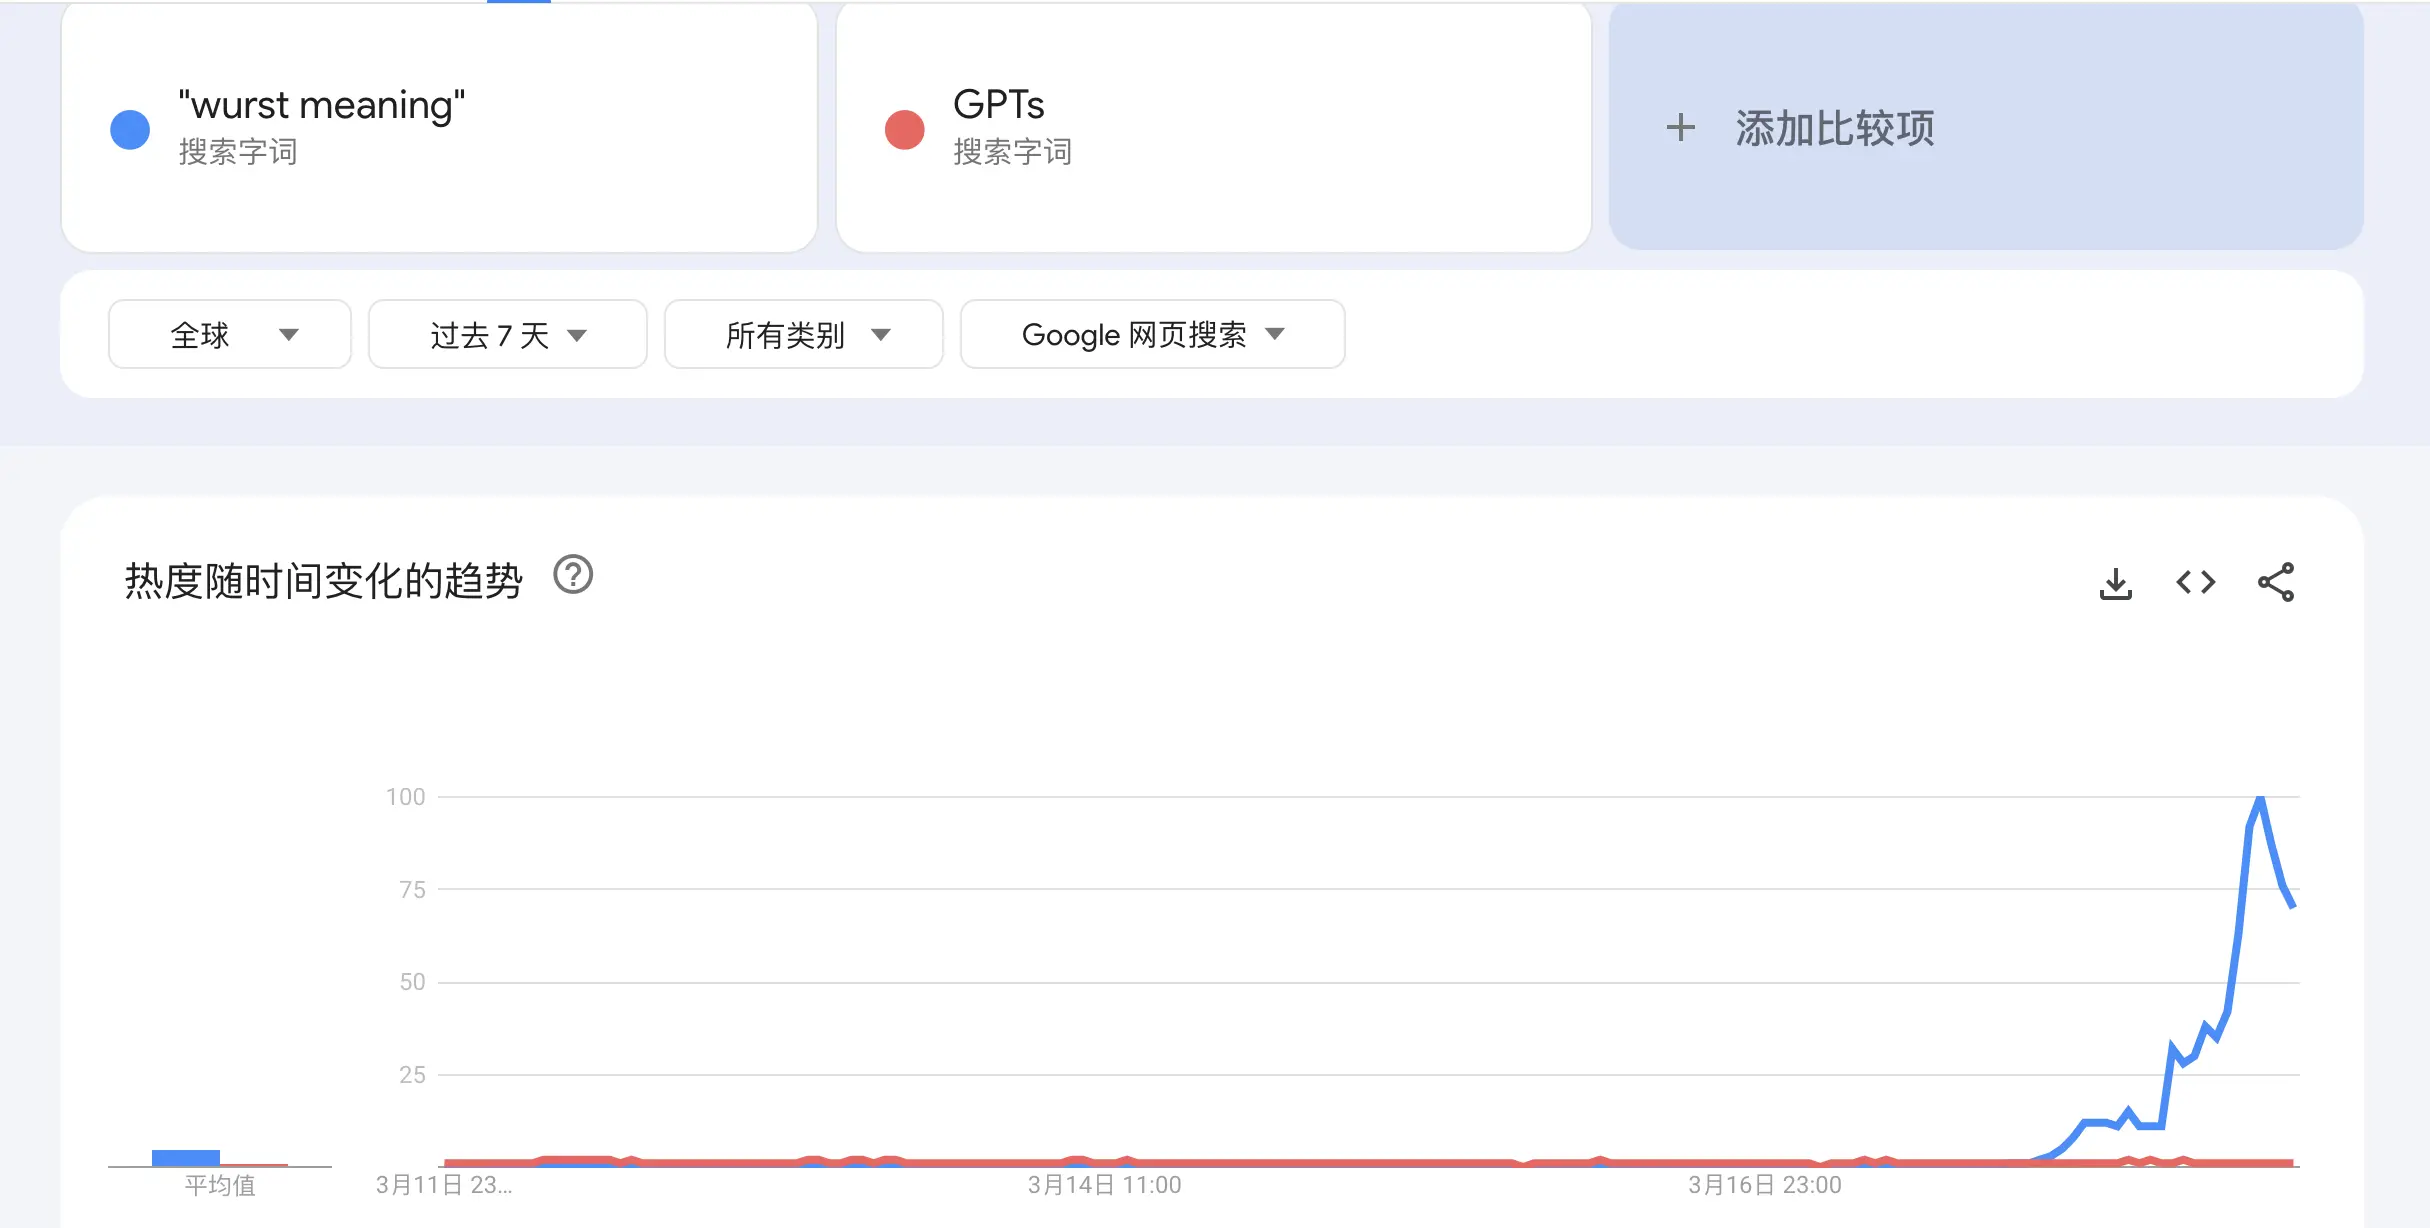 "wurst meaning"
搜索字词
GPTs
搜索字词
+ 添加比较项
全球
过去 7 天
所有类别
Google 网页搜索
热度随时间变化的趋势
100
75
50
25
平均值
3月11日 23...
3月14日 11:00
3月16日 23:00